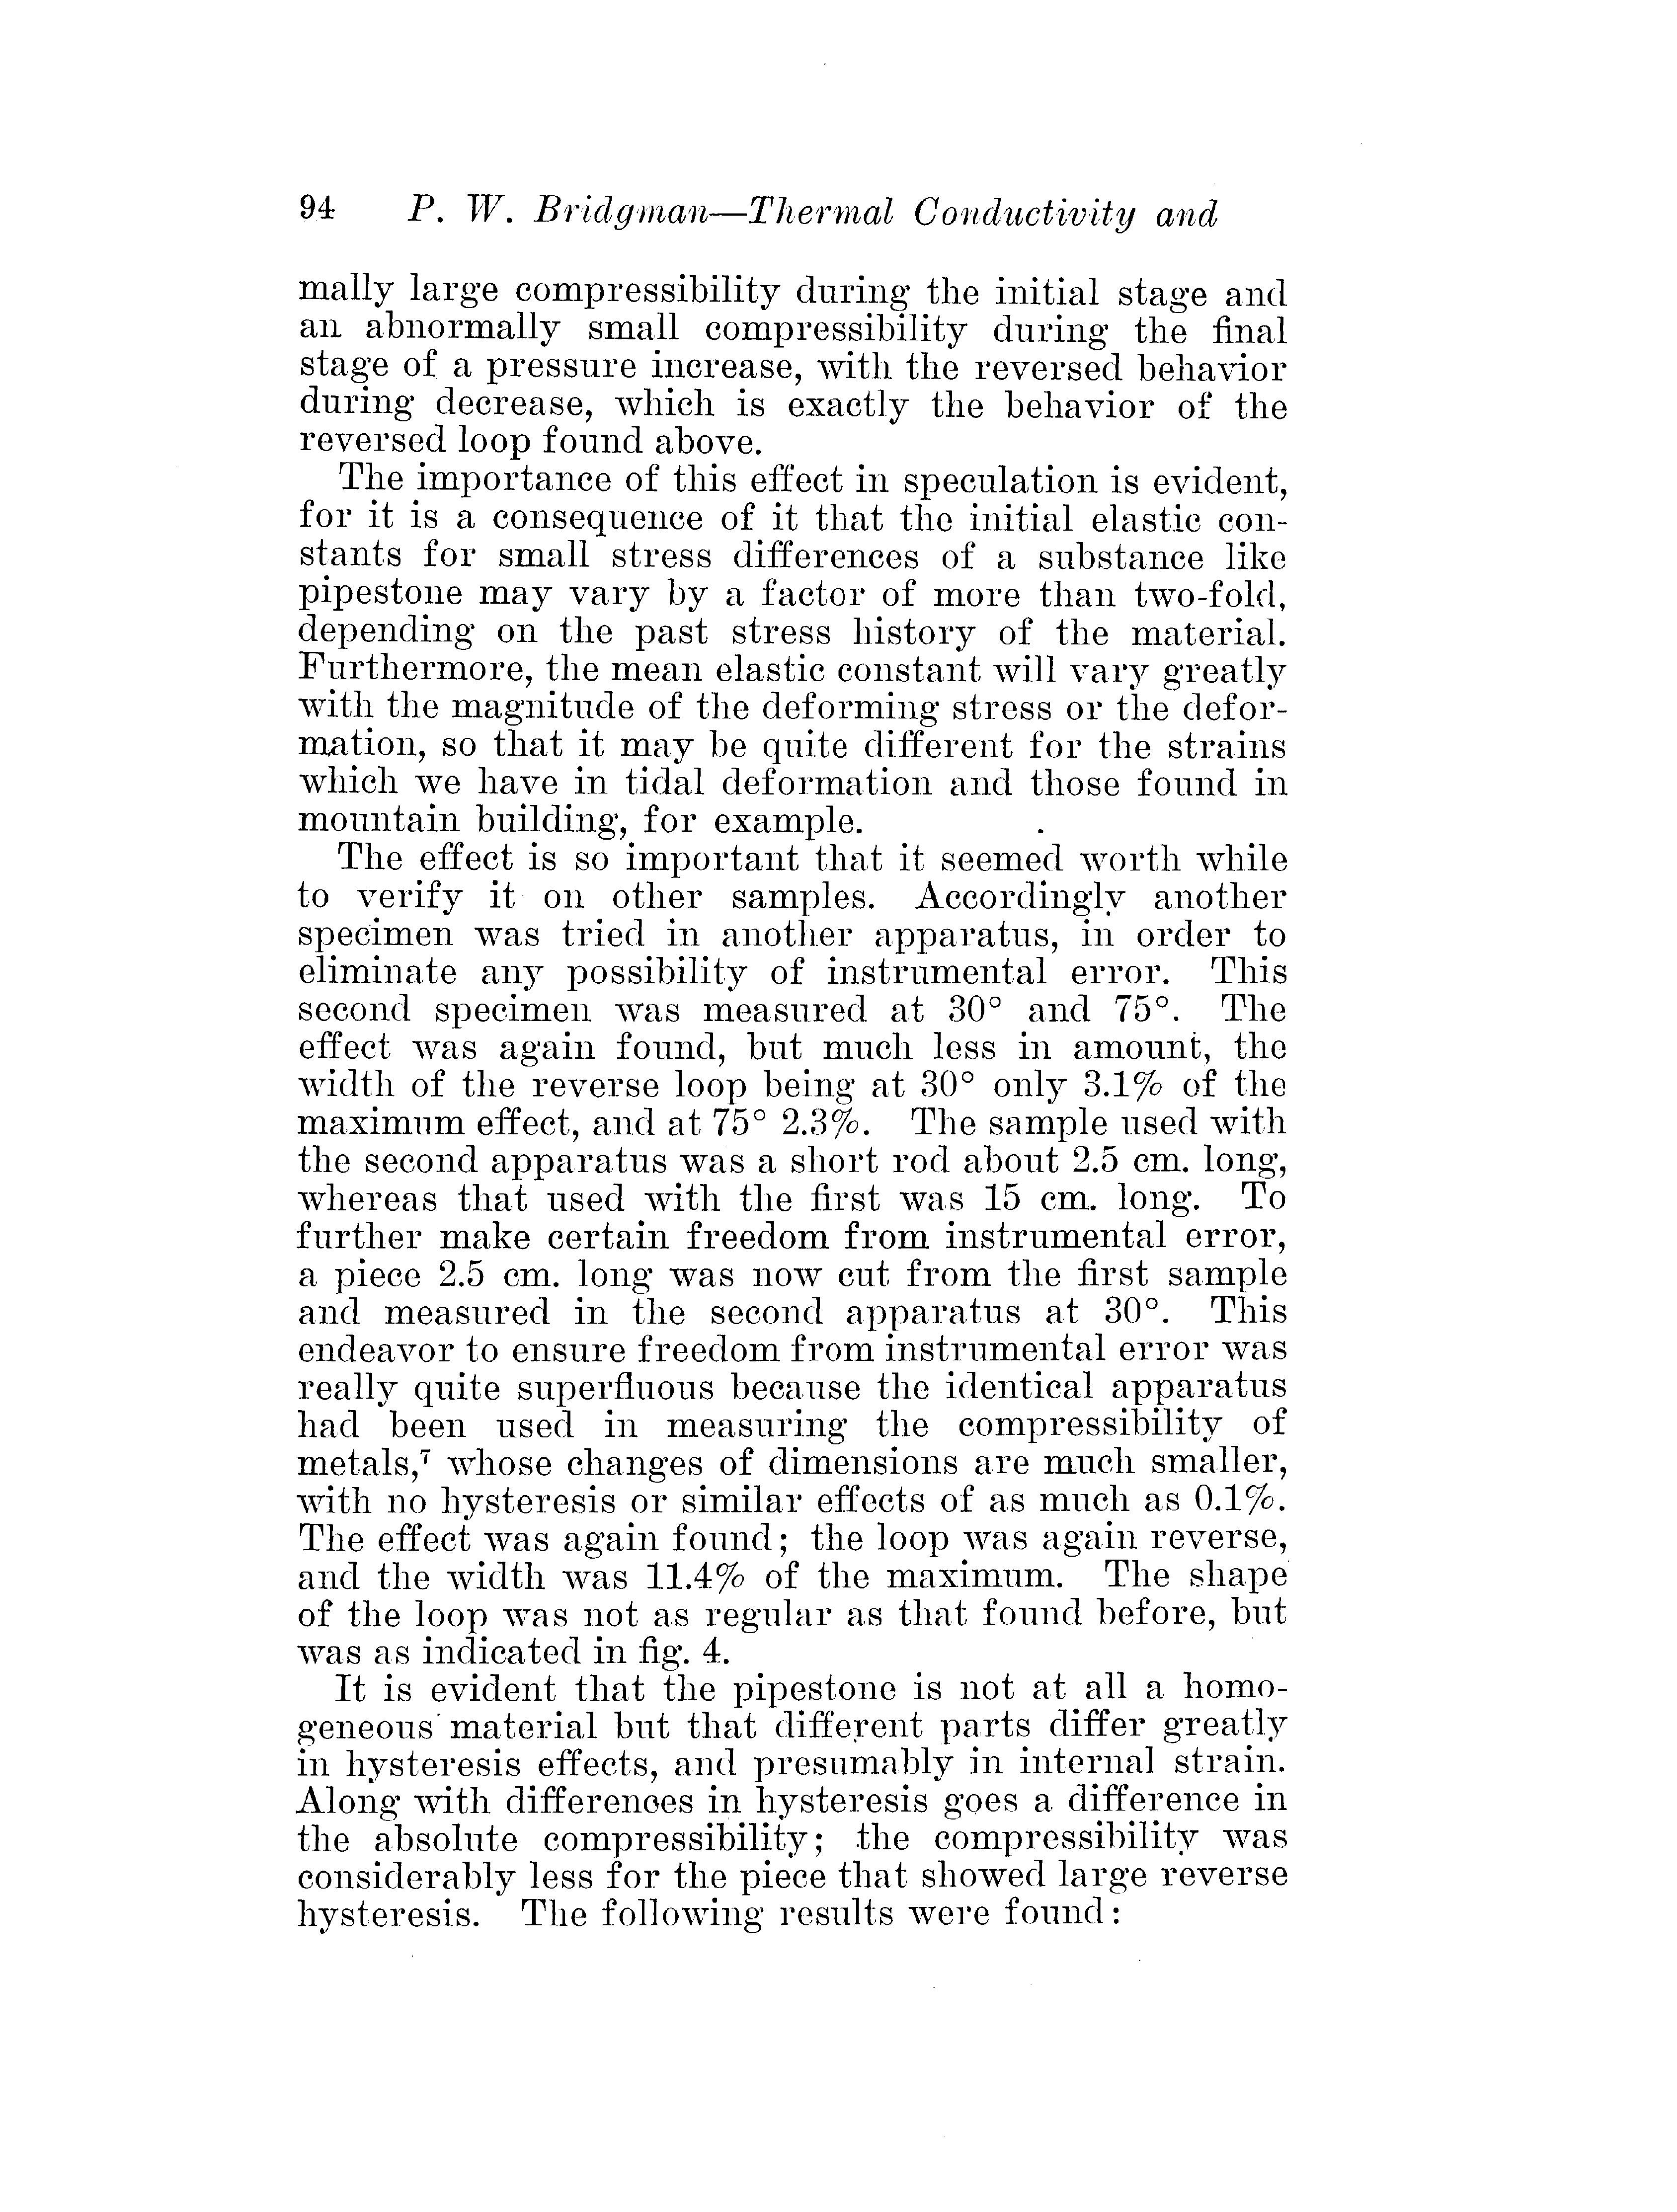 94 P. W. Bridgman—Thermal Conductivity and
mally large compressibility during the initial stage and
an abnormally small compressibility during the final
stage of a pressure increase, with the reversed behavior
during decrease, which is exactly the behavior of the
reversed loop found above.
The importance of this effect in speculation is evident,
for it is a consequence of it that the initial elastic con-
stants for small stress differences of a substance like
pipestone may vary by a factor of more than two-fold,
depending on the past stress history of the material.
Furthermore, the mean elastic constant will vary greatly
with the magnitude of the deforming stress or the defor-
mation, so that it may be quite different for the strains
which we have in tidal deformation and those found in
mountain building, for example.
The effect is so important that it seemed worth while
to verify it on other samples. Accordingly another
specimen was tried in another apparatus, in order to
eliminate any possibility of instrumental error. This
second specimen was measured at 30° and 75°. The
effect was again found, but much less in amount, the
width of the reverse loop being at 30° only 3.1% of the
maximum effect, and at 75° 2.3%. The sample used with
the second apparatus was a short rod about 2.5 cm. long,
whereas that used with the first was 15 cm. long. To
further make certain freedom from instrumental error,
a piece 2.5 cm. long was now cut from the first sample
and measured in the second apparatus at 30°. This
endeavor to ensure freedom from instrumental error was
really quite superfluous because the identical apparatus
had been used in measuring the compressibility of
metals,⁷ whose changes of dimensions are much smaller,
with no hysteresis or similar effects of as much as 0.1%.
The effect was again found; the loop was again reverse,
and the width was 11.4% of the maximum. The shape
of the loop was not as regular as that found before, but
was as indicated in fig. 4.
It is evident that the pipestone is not at all a homo-
geneous material but that different parts differ greatly
in hysteresis effects, and presumably in internal strain.
Along with differences in hysteresis goes a difference in
the absolute compressibility; the compressibility was
considerably less for the piece that showed large reverse
hysteresis. The following results were found: